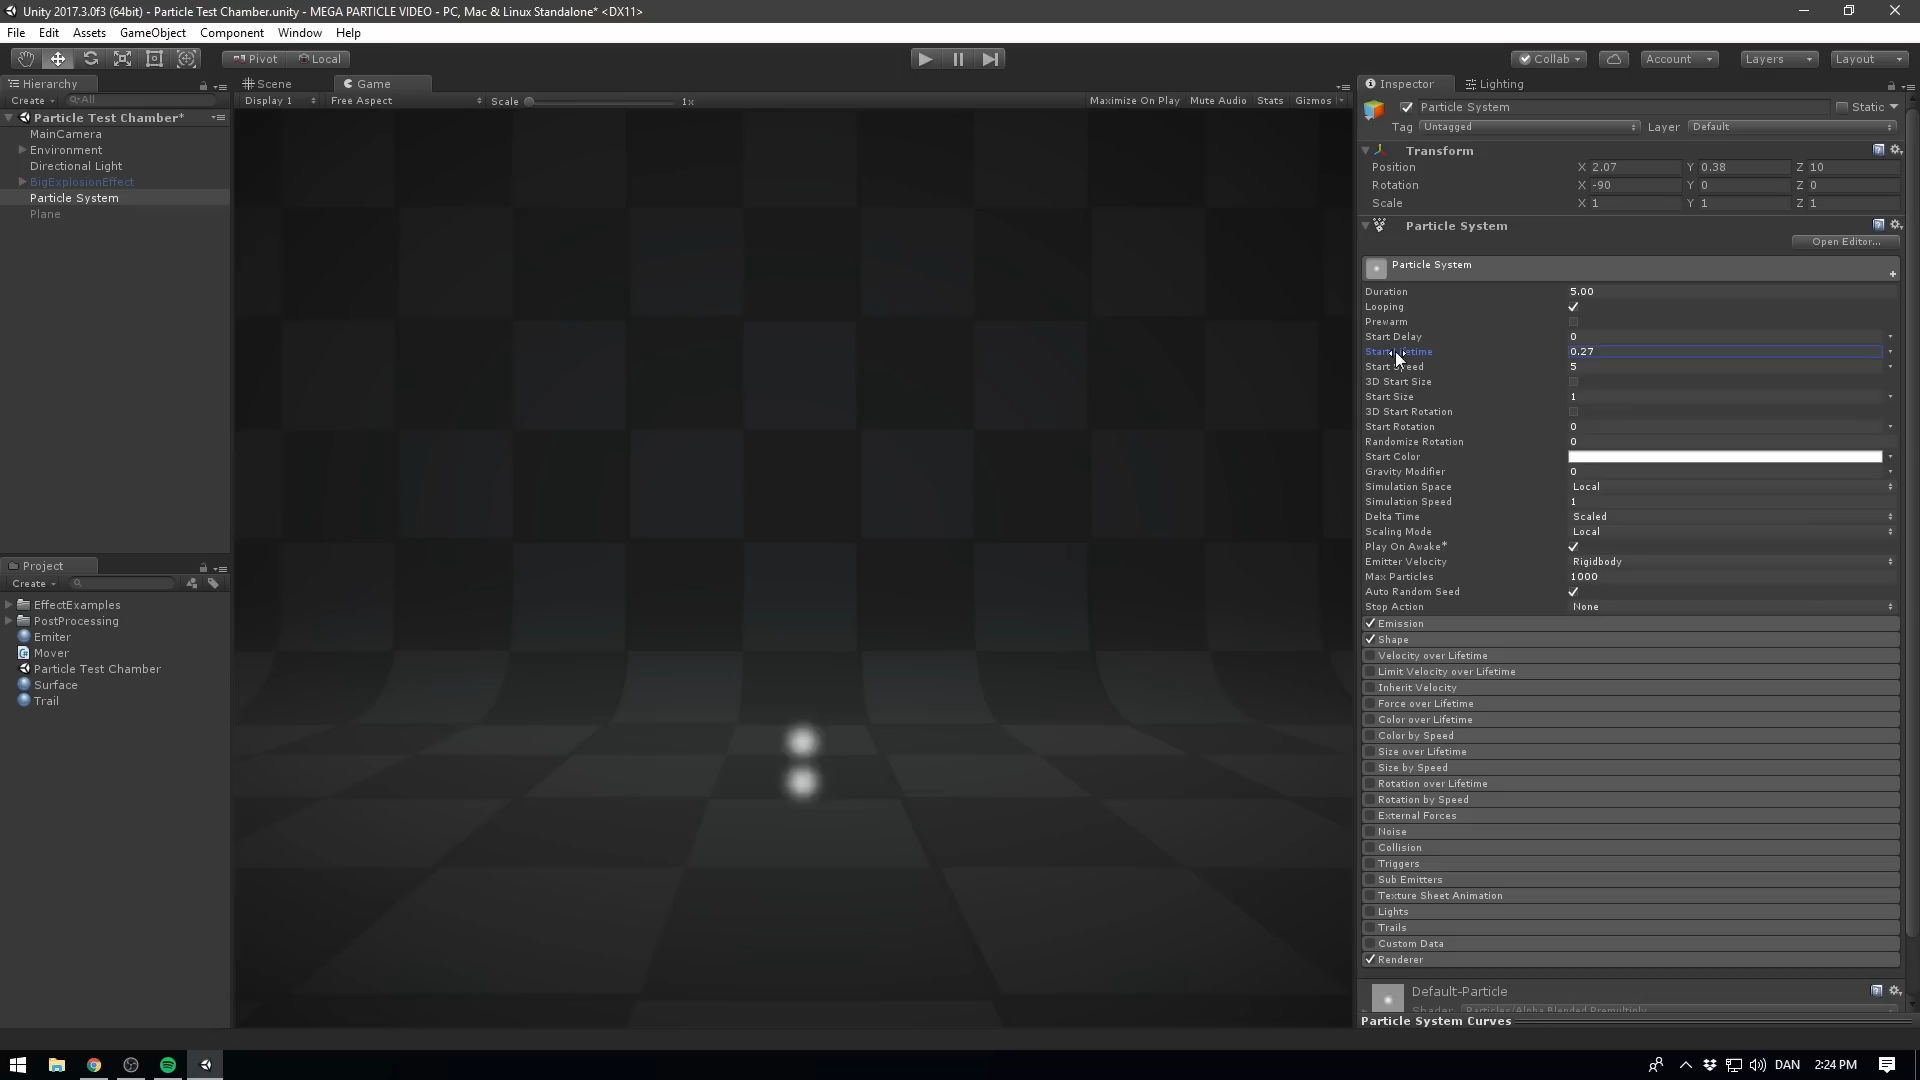 Unity 2017.3.0f3 (64bit) - Particle Test Chamber.unity - MEGA PARTICLE VIDEO - PC, Mac & Linux Standalone* <DX11>
File Edit Assets GameObject Component Window Help
Pivot Local Collab Account Layers Layout
Hierarchy
Create All
Particle Test Chamber*
MainCamera
Environment
Directional Light
BigExplosionEffect
Particle System
Plane
Project
Create
EffectExamples
PostProcessing
Emiter
Mover
Particle Test Chamber
Surface
Trail
Scene Game
Display 1 Free Aspect Scale 1x Maximize On Play Mute Audio Stats Gizmos
Inspector Lighting
Particle System Static
Tag Untagged Layer Default
Transform
Position X 2.07 Y 0.38 Z 10
Rotation X -90 Y 0 Z 0
Scale X 1 Y 1 Z 1
Particle System
Open Editor...
Particle System
Duration 5.00
Looping
Prewarm
Start Delay 0
Start Lifetime 0.27
Start Speed 5
3D Start Size
Start Size 1
3D Start Rotation
Start Rotation 0
Randomize Rotation 0
Start Color
Gravity Modifier 0
Simulation Space Local
Simulation Speed 1
Delta Time Scaled
Scaling Mode Local
Play On Awake*
Emitter Velocity Rigidbody
Max Particles 1000
Auto Random Seed
Stop Action None
Emission
Shape
Velocity over Lifetime
Limit Velocity over Lifetime
Inherit Velocity
Force over Lifetime
Color over Lifetime
Color by Speed
Size over Lifetime
Size by Speed
Rotation over Lifetime
Rotation by Speed
External Forces
Noise
Collision
Triggers
Sub Emitters
Texture Sheet Animation
Lights
Trails
Custom Data
Renderer
Default-Particle
Shader Particles/Alpha Blended Premultiply
Particle System Curves
DAN 2:24 PM